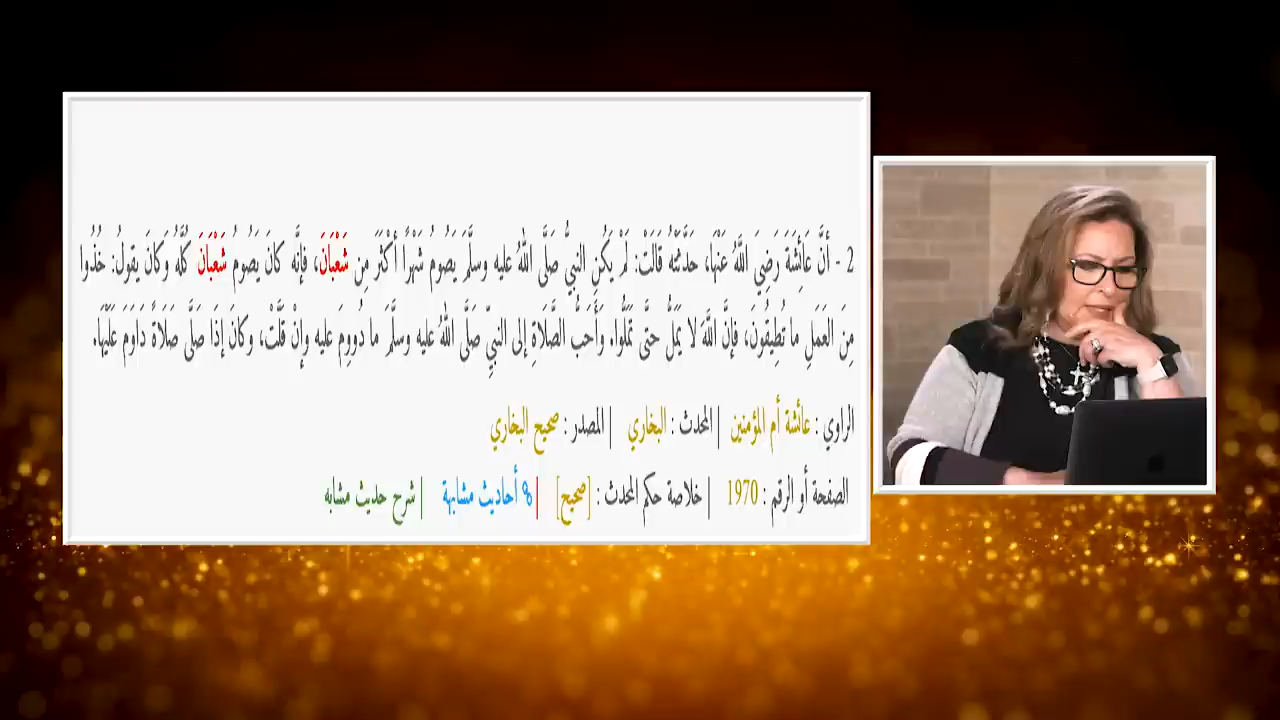 2 - أنَّ عَائِشَةَ رَضِيَ اللَّهُ عَنْهَا، حَدَّثَتْهُ قالَتْ: لَمْ يَكُنِ النبيُّ صَلَّى اللهُ عليه وسلَّمَ يَصُومُ شَهْرًا أكْثَرَ مِن شَعْبَانَ، فإنَّه كانَ يَصُومُ شَعْبَانَ كُلَّهُ وَكانَ يقولُ: خُذُوا
مِنَ العَمَلِ ما تُطِيقُونَ، فإنَّ اللَّهَ لا يَمَلُّ حتَّى تَمَلُّوا، وأَحَبُّ الصَّلَاةِ إلى النبيِّ صَلَّى اللهُ عليه وسلَّمَ ما دُووِمَ عليه وإنْ قَلَّتْ، وكانَ إذَا صَلَّى صَلَاةً دَاوَمَ عَلَيْهَا.
الراوي : عائشة أم المؤمنين | المحدث : البخاري | المصدر : صحيح البخاري
الصفحة أو الرقم : 1970 | خلاصة حكم المحدث : [صحيح] | % أحاديث مشابهة | شرح حديث مشابه